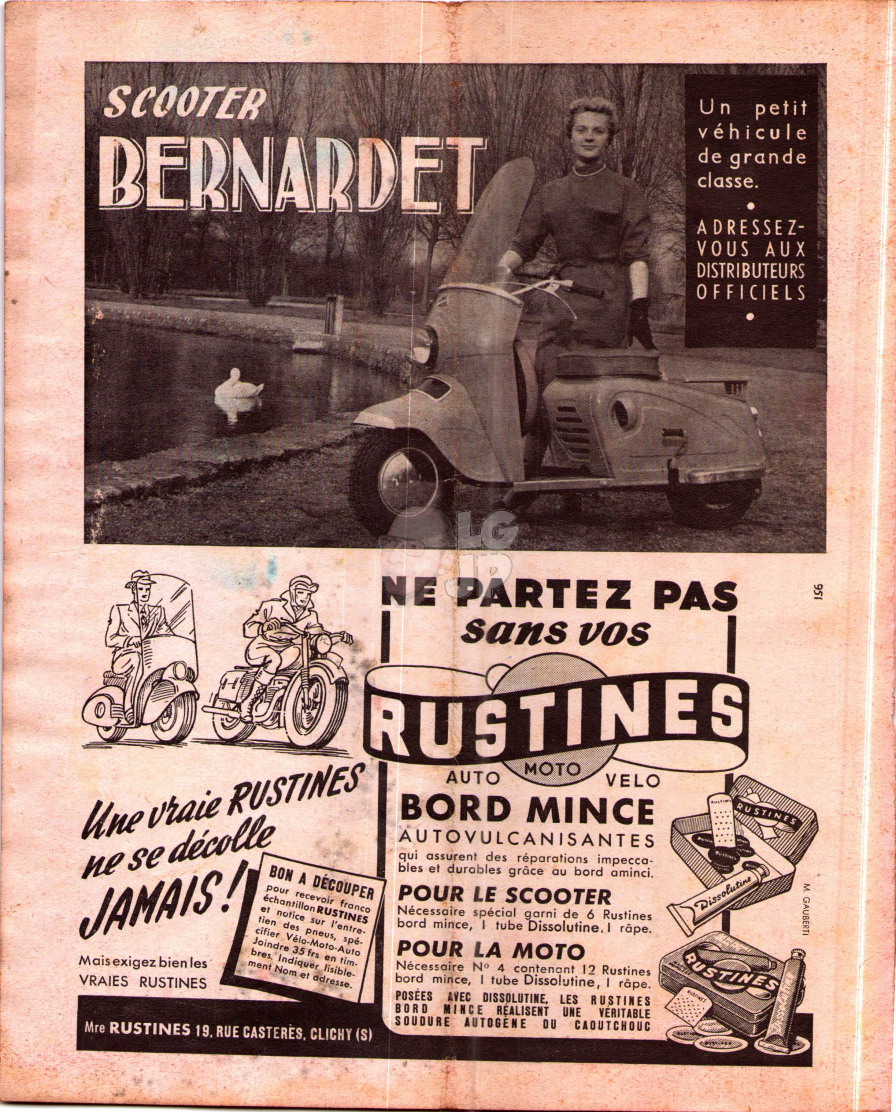 SCOOTER
BERNARDET
Un petit
véhicule
de grande
classe.
ADRESSEZ-
VOUS AUX
DISTRIBUTEURS
OFFICIELS
LG
JP
156
NE PARTEZ PAS
sans vos
RUSTINES
AUTO MOTO VELO
BORD MINCE
AUTOVULCANISANTES
qui assurent des réparations impecca-
bles et durables grâce au bord aminci.
POUR LE SCOOTER
Nécessaire spécial garni de 6 Rustines
bord mince, 1 tube Dissolutine, 1 râpe.
POUR LA MOTO
Nécessaire Nº 4 contenant 12 Rustines
bord mince, 1 tube Dissolutine, 1 râpe.
POSÉES AVEC DISSOLUTINE, LES RUSTINES
BORD MINCE RÉALISENT UNE VÉRITABLE
SOUDURE AUTOGÈNE DU CAOUTCHOUC
Une vraie RUSTINES
ne se décolle
JAMAIS!
Mais exigez bien les
VRAIES RUSTINES
BON A DÉCOUPER
pour recevoir franco
échantillon RUSTINES
et notice sur l'entre-
tien des pneus, spé-
cifier Vélo-Moto-Auto
Joindre 35 frs en tim-
bres. Indiquer lisible-
ment Nom et adresse.
Mre RUSTINES 19, RUE CASTERÈS, CLICHY (S)
RUSTINES
RUSTINES
Dissolutine
M. GAUBERTI
RUSTINES
RUSTINES
RUSTINES